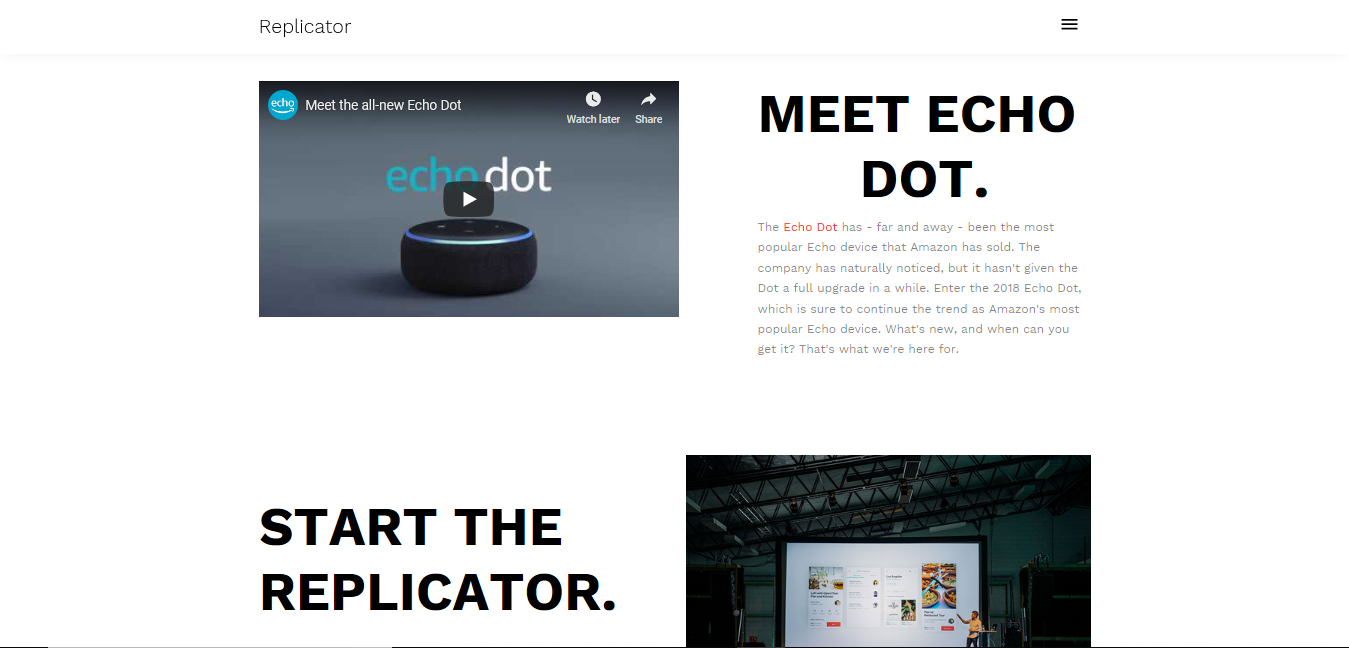 Replicator
echo
Meet the all-new Echo Dot
Watch later
Share
echo dot
MEET ECHO
DOT.
The Echo Dot has - far and away - been the most
popular Echo device that Amazon has sold. The
company has naturally noticed, but it hasn't given the
Dot a full upgrade in a while. Enter the 2018 Echo Dot,
which is sure to continue the trend as Amazon's most
popular Echo device. What's new, and when can you
get it? That's what we're here for.
START THE
REPLICATOR.